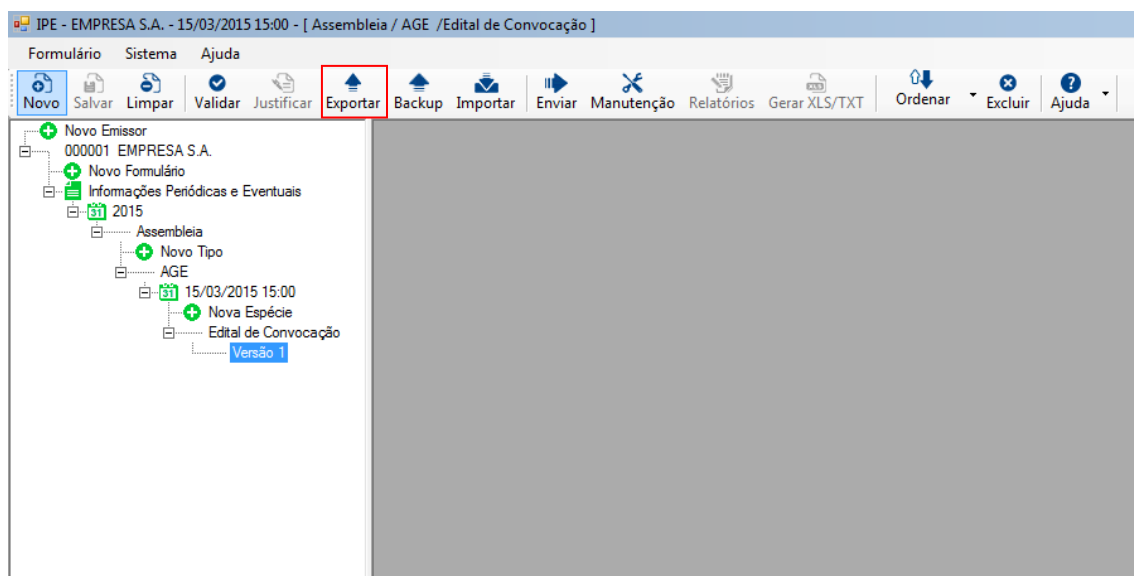 IPE - EMPRESA S.A. - 15/03/2015 15:00 - [ Assembleia / AGE /Edital de Convocação ]
Formulário Sistema Ajuda
Novo Salvar Limpar Validar Justificar Exportar Backup Importar Enviar Manutenção Relatórios Gerar XLS/TXT Ordenar Excluir Ajuda
Novo Emissor
000001 EMPRESA S.A.
Novo Formulário
Informações Periódicas e Eventuais
31 2015
Assembleia
Novo Tipo
AGE
31 15/03/2015 15:00
Nova Espécie
Edital de Convocação
Versão 1